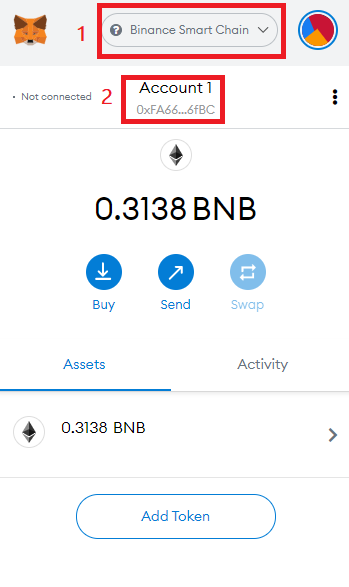 1
? Binance Smart Chain
• Not connected
2
Account 1
0xFA66...6fBC
0.3138 BNB
Buy
Send
Swap
Assets
Activity
0.3138 BNB
Add Token